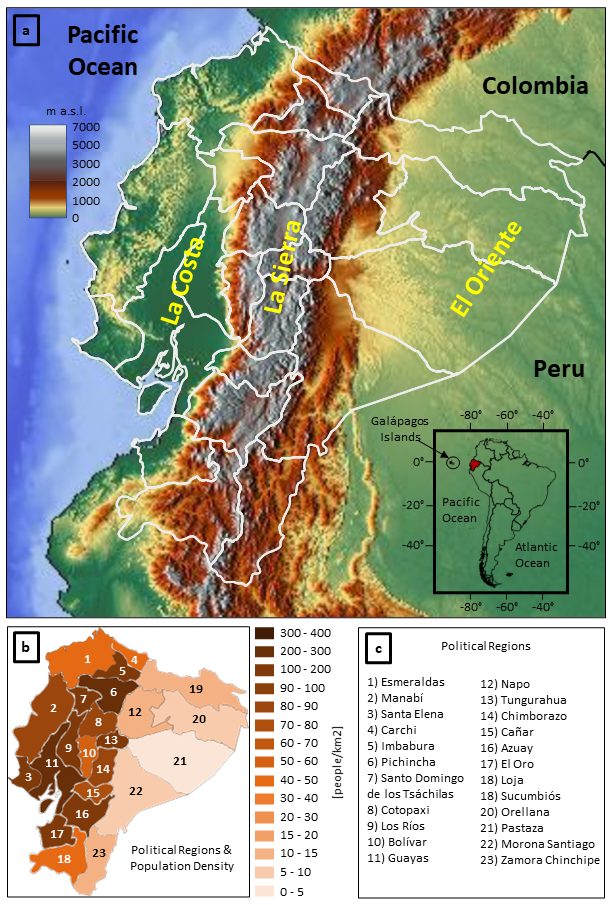 a
Pacific
Ocean
Colombia
m a.s.l.
7000
5000
3000
2000
1000
0
La Costa
La Sierra
El Oriente
Peru
Galápagos
Islands
-80° -60° -40°
0° 0°
-20° -20°
-40° -40°
Pacific
Ocean
Atlantic
Ocean
-80° -60° -40°
b
1
2
3
4
5
6
7
8
9
10
11
12
13
14
15
16
17
18
19
20
21
22
23
Political Regions &
Population Density
300 - 400
200 - 300
100 - 200
90 - 100
80 - 90
70 - 80
60 - 70
50 - 60
40 - 50
30 - 40
20 - 30
15 - 20
10 - 15
5 - 10
0 - 5
[people/km2]
c
Political Regions
1) Esmeraldas
2) Manabí
3) Santa Elena
4) Carchi
5) Imbabura
6) Pichincha
7) Santo Domingo
de los Tsáchilas
8) Cotopaxi
9) Los Ríos
10) Bolívar
11) Guayas
12) Napo
13) Tungurahua
14) Chimborazo
15) Cañar
16) Azuay
17) El Oro
18) Loja
18) Sucumbiós
20) Orellana
21) Pastaza
22) Morona Santiago
23) Zamora Chinchipe